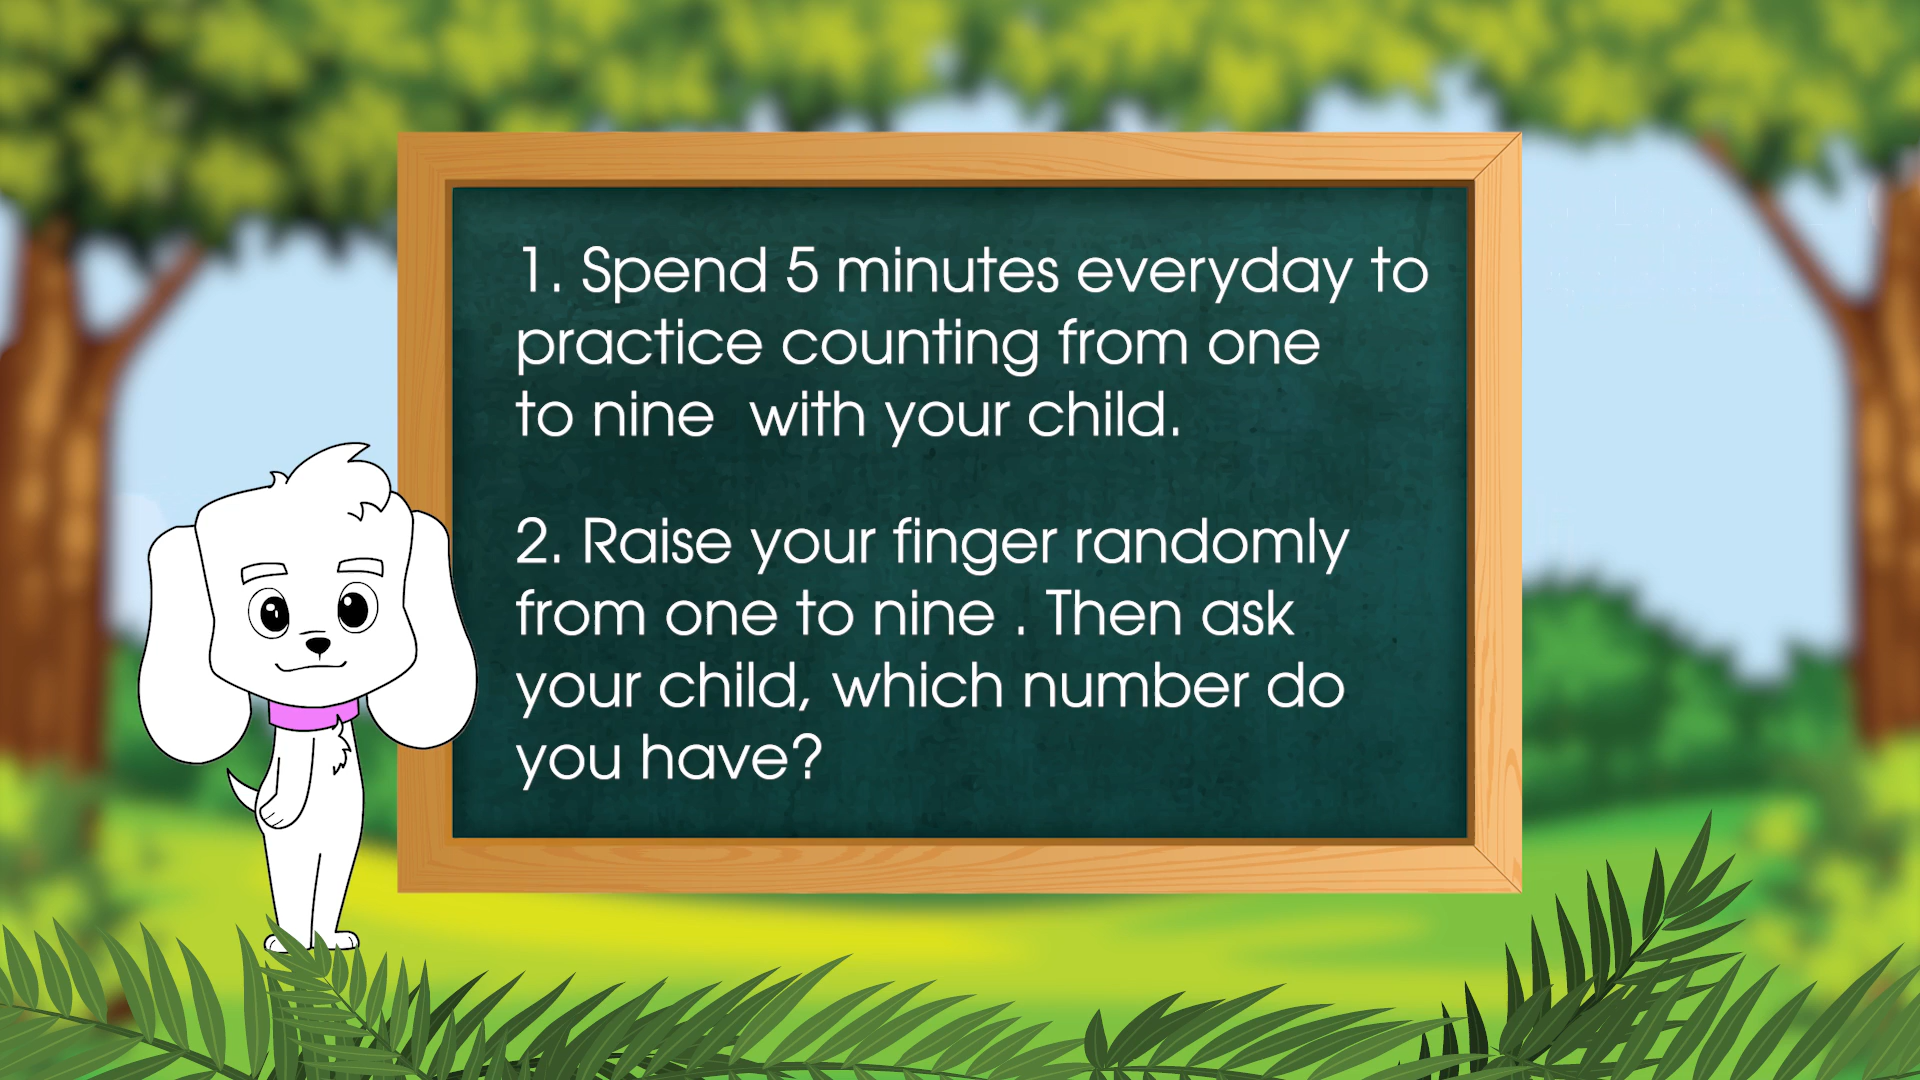 1. Spend 5 minutes everyday to
practice counting from one
to nine  with your child.
2. Raise your finger randomly
from one to nine . Then ask
your child, which number do
you have?